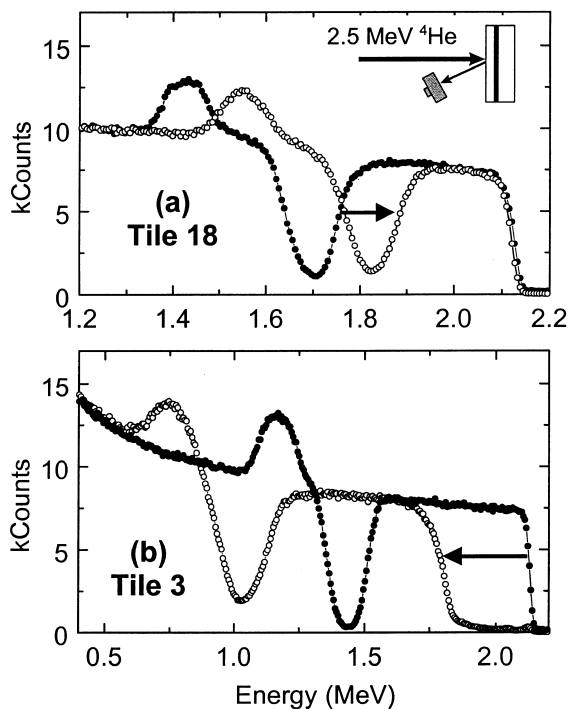 2.5 MeV ⁴He
15
10
5
0
kCounts
(a)
Tile 18
1.2 1.4 1.6 1.8 2.0 2.2
15
10
5
0
kCounts
(b)
Tile 3
0.5 1.0 1.5 2.0
Energy (MeV)